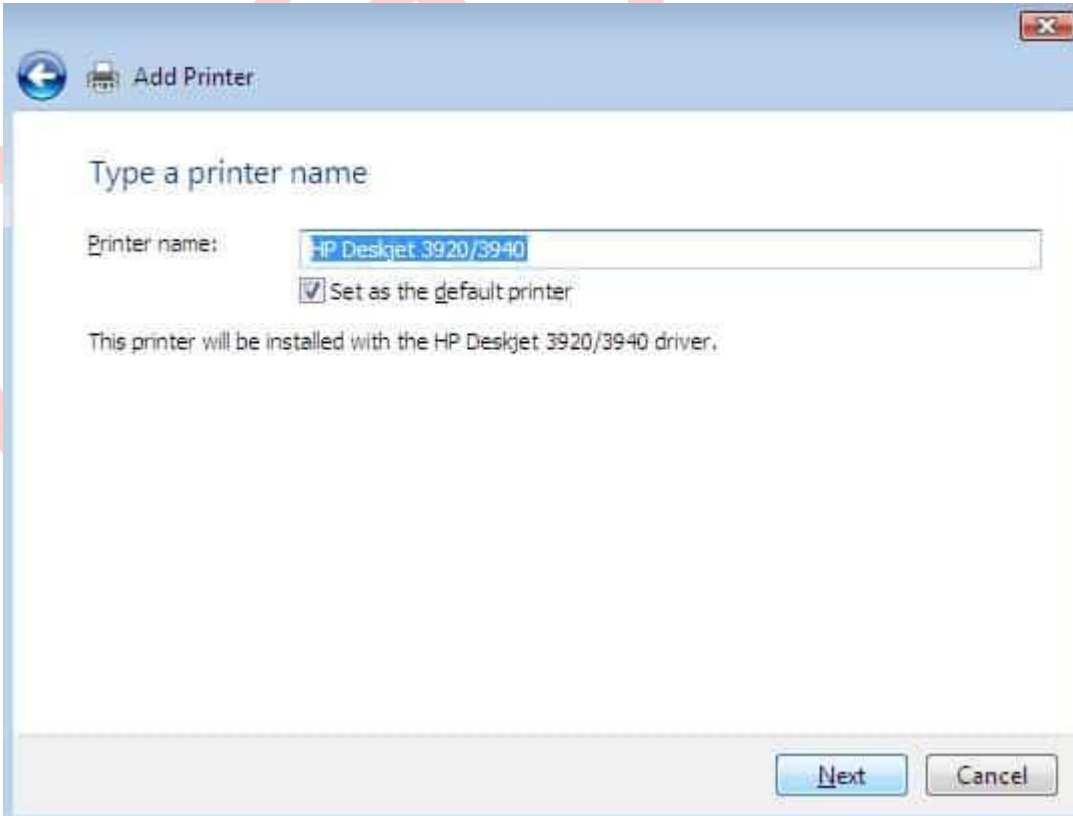 Add Printer
Type a printer name
Printer name: HP Deskjet 3920/3940
Set as the default printer
This printer will be installed with the HP Deskjet 3920/3940 driver.
Next Cancel